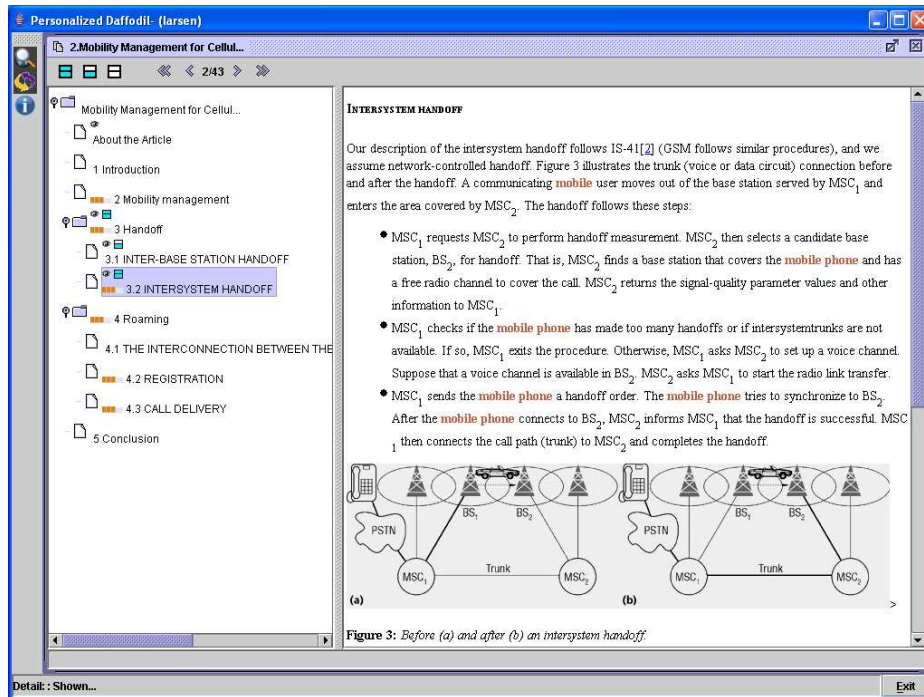 Personalized Daffodil- (larsen)
2.Mobility Management for Cellul...
2/43
Mobility Management for Cellul...
About the Article
1 Introduction
2 Mobility management
3 Handoff
3.1 INTER-BASE STATION HANDOFF
3.2 INTERSYSTEM HANDOFF
4 Roaming
4.1 THE INTERCONNECTION BETWEEN THE
4.2 REGISTRATION
4.3 CALL DELIVERY
5 Conclusion
INTERSYSTEM HANDOFF
Our description of the intersystem handoff follows IS-41[2] (GSM follows similar procedures), and we
assume network-controlled handoff. Figure 3 illustrates the trunk (voice or data circuit) connection before
and after the handoff. A communicating mobile user moves out of the base station served by MSC1 and
enters the area covered by MSC2. The handoff follows these steps:
● MSC1 requests MSC2 to perform handoff measurement. MSC2 then selects a candidate base
station, BS2, for handoff. That is, MSC2 finds a base station that covers the mobile phone and has
a free radio channel to cover the call. MSC2 returns the signal-quality parameter values and other
information to MSC1.
● MSC1 checks if the mobile phone has made too many handoffs or if intersystemtrunks are not
available. If so, MSC1 exits the procedure. Otherwise, MSC1 asks MSC2 to set up a voice channel.
Suppose that a voice channel is available in BS2. MSC2 asks MSC1 to start the radio link transfer.
● MSC1 sends the mobile phone a handoff order. The mobile phone tries to synchronize to BS2.
After the mobile phone connects to BS2, MSC2 informs MSC1 that the handoff is successful. MSC
1 then connects the call path (trunk) to MSC2 and completes the handoff.
BS1 BS2 BS1 BS2
PSTN PSTN
Trunk Trunk
MSC1 MSC2 MSC1 MSC2
(a) (b) >
Figure 3: Before (a) and after (b) an intersystem handoff.
Detail: : Shown... Exit